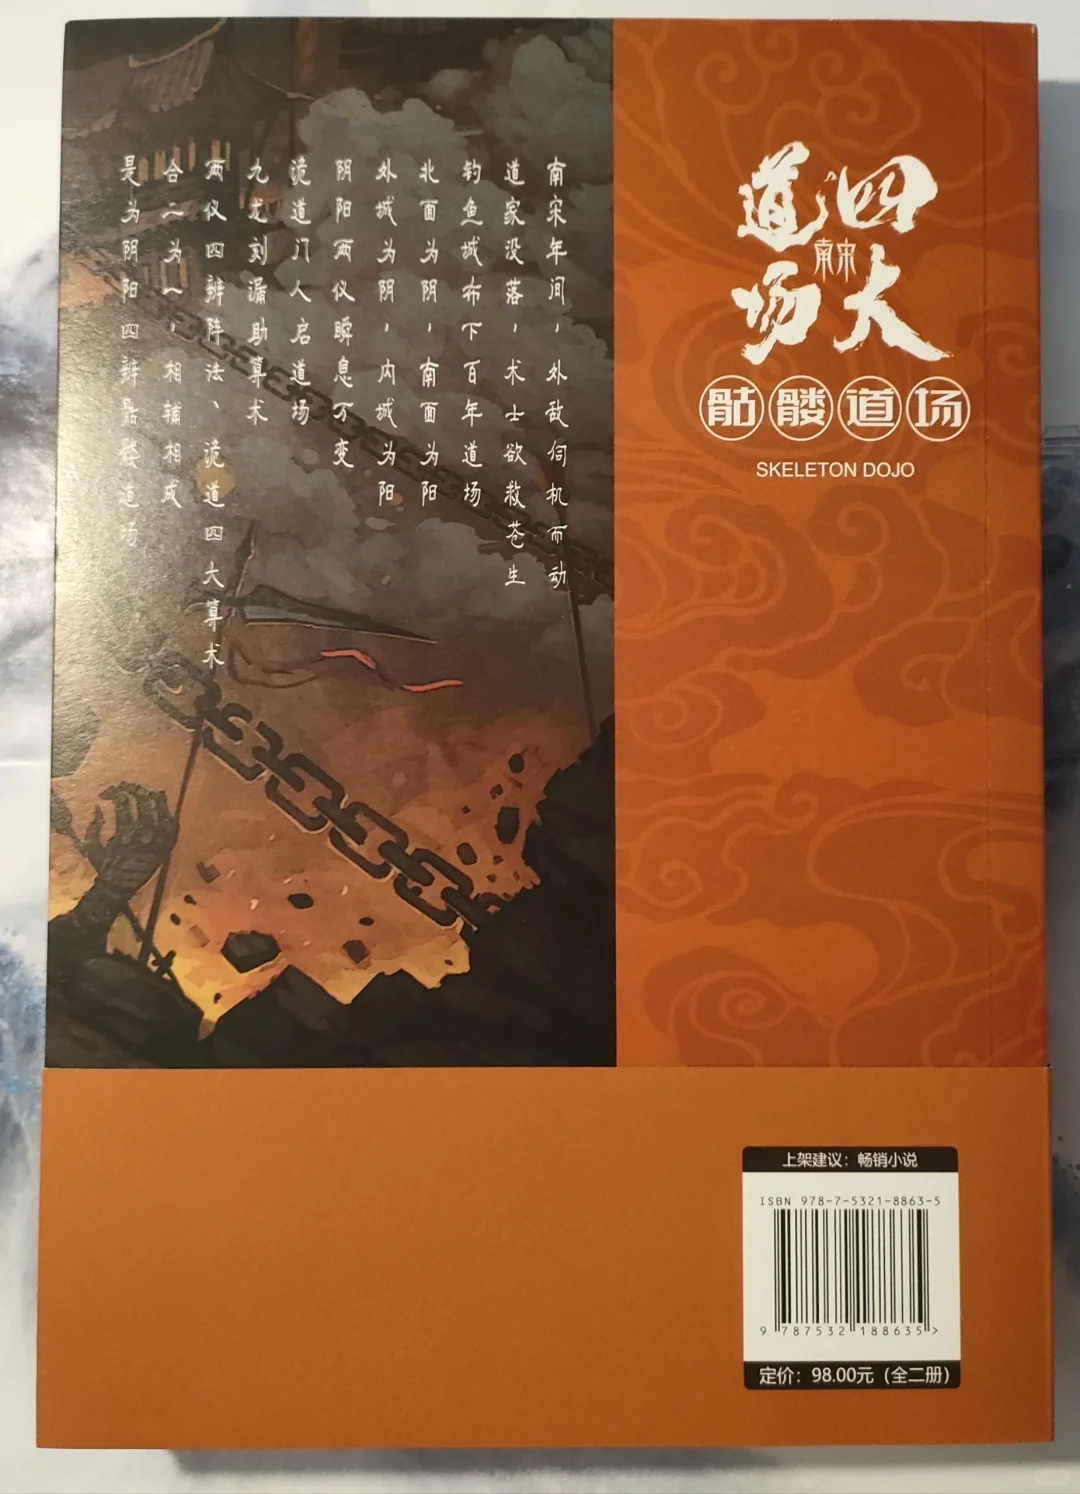 四大道场
南宋
骷髅道场
SKELETON DOJO
南宋年间，外敌伺机而动
道家没落，术士欲救苍生
钓鱼城布下百年道场
北面为阴，南面为阳
外城为阴，内城为阳
阴阳两仪瞬息万变
诡道门人启道场
九龙刻漏助算术
两仪四辨阵法、诡道四大算术
合二为一，相辅相成
是为阴阳四辨骷髅道场
上架建议：畅销小说
ISBN 978-7-5321-8863-5
9 787532 188635 >
定价：98.00元（全二册）